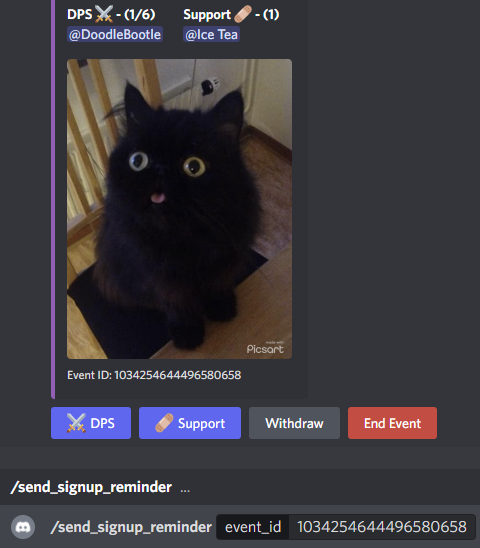 DPS ⚔️ - (1/6) Support 🩹 - (1)
@DoodleBootle @Ice Tea
made with
Picsart
Event ID: 1034254644496580658
⚔️ DPS 🩹 Support Withdraw End Event
/send_signup_reminder ...
/send_signup_reminder event_id 1034254644496580658